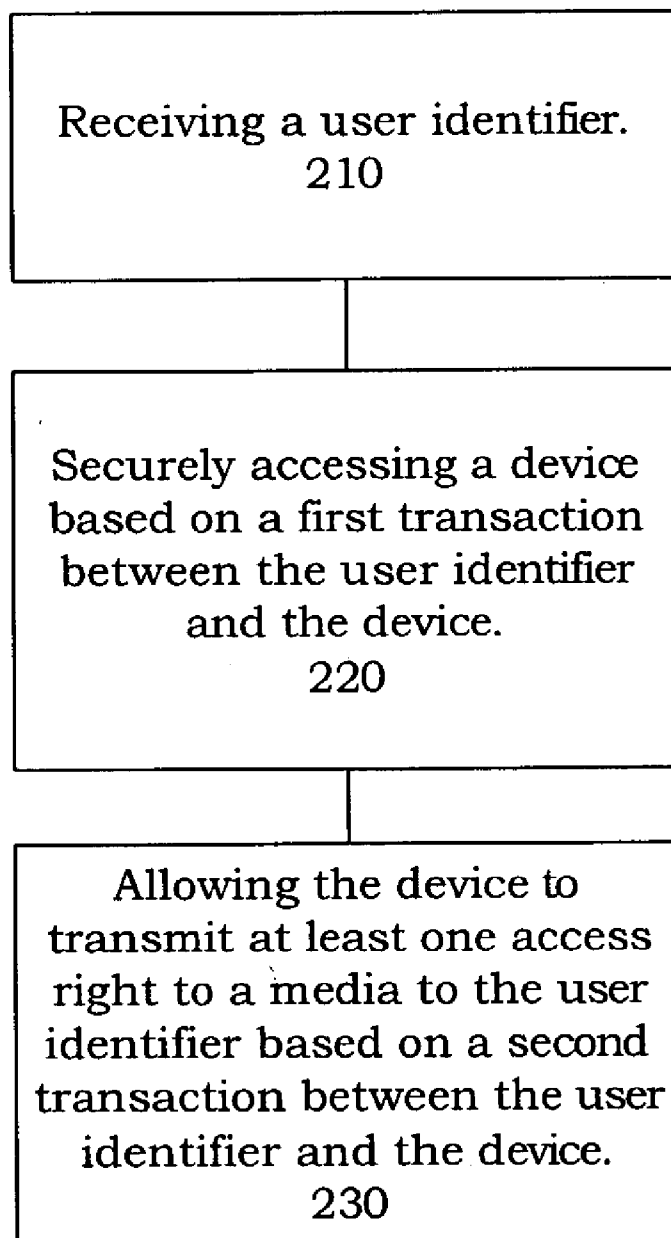 Receiving a user identifier.
210
Securely accessing a device
based on a first transaction
between the user identifier
and the device.
220
Allowing the device to
transmit at least one access
right to a media to the user
identifier based on a second
transaction between the user
identifier and the device.
230